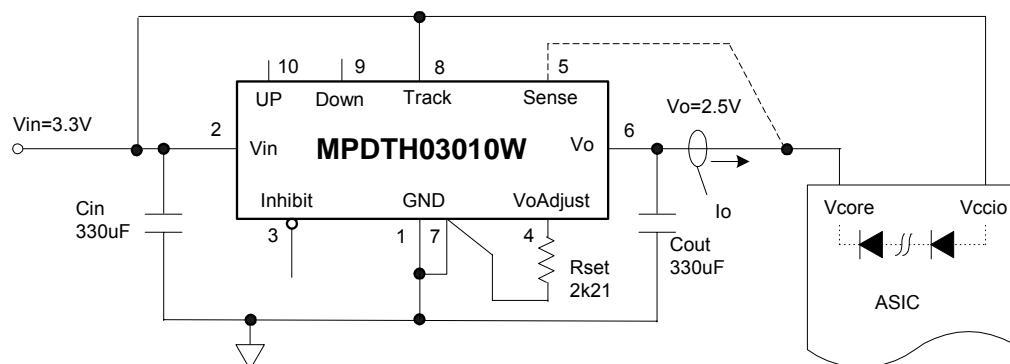 10 9 8 5
UP Down Track Sense
Vo=2.5V
Vin=3.3V
2 Vin MPDTH03010W Vo 6
Inhibit GND VoAdjust
Io
Vcore Vccio
Cin
330uF
3 1 7 4
Cout
330uF
Rset
2k21
ASIC